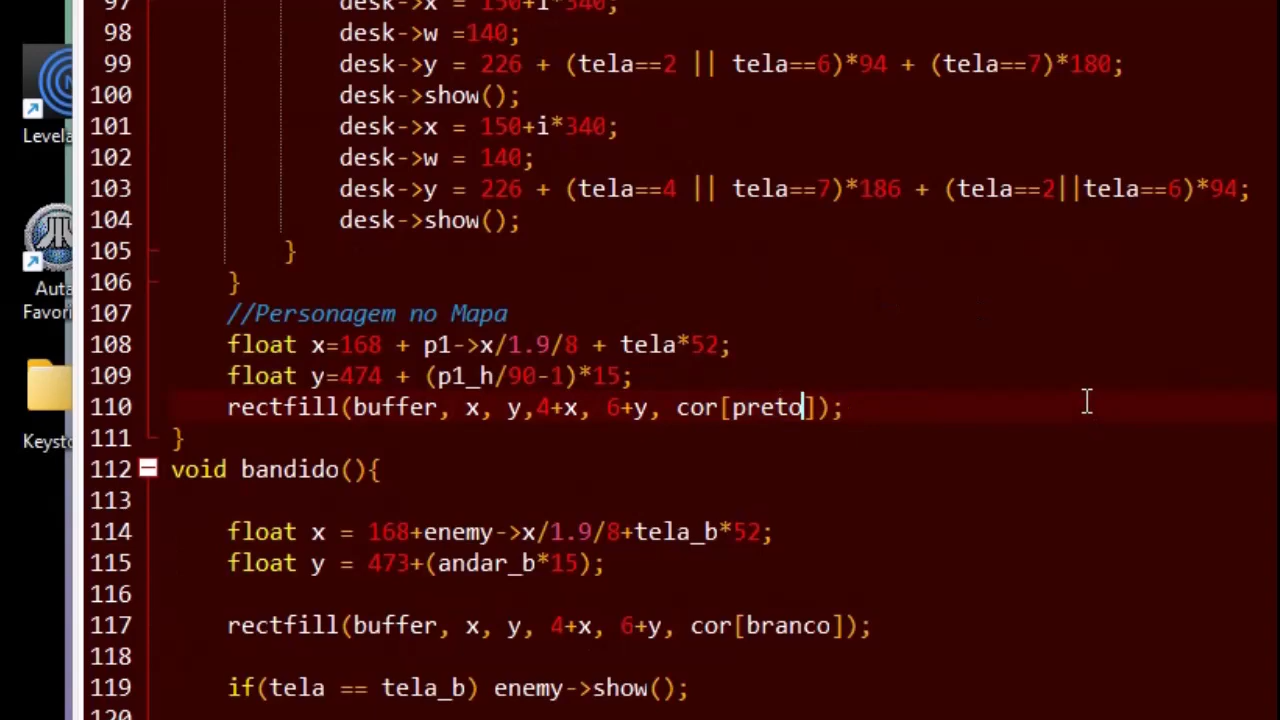 97 desk->x = 150+i*340;
98 desk->w =140;
99 desk->y = 226 + (tela==2 || tela==6)*94 + (tela==7)*180;
100 desk->show();
101 desk->x = 150+i*340;
102 desk->w = 140;
103 desk->y = 226 + (tela==4 || tela==7)*186 + (tela==2||tela==6)*94;
104 desk->show();
105 }
106 }
107 //Personagem no Mapa
108 float x=168 + p1->x/1.9/8 + tela*52;
109 float y=474 + (p1_h/90-1)*15;
110 rectfill(buffer, x, y,4+x, 6+y, cor[preto]);
111 }
112 void bandido(){
113
114 float x = 168+enemy->x/1.9/8+tela_b*52;
115 float y = 473+(andar_b*15);
116
117 rectfill(buffer, x, y, 4+x, 6+y, cor[branco]);
118
119 if(tela == tela_b) enemy->show();
120